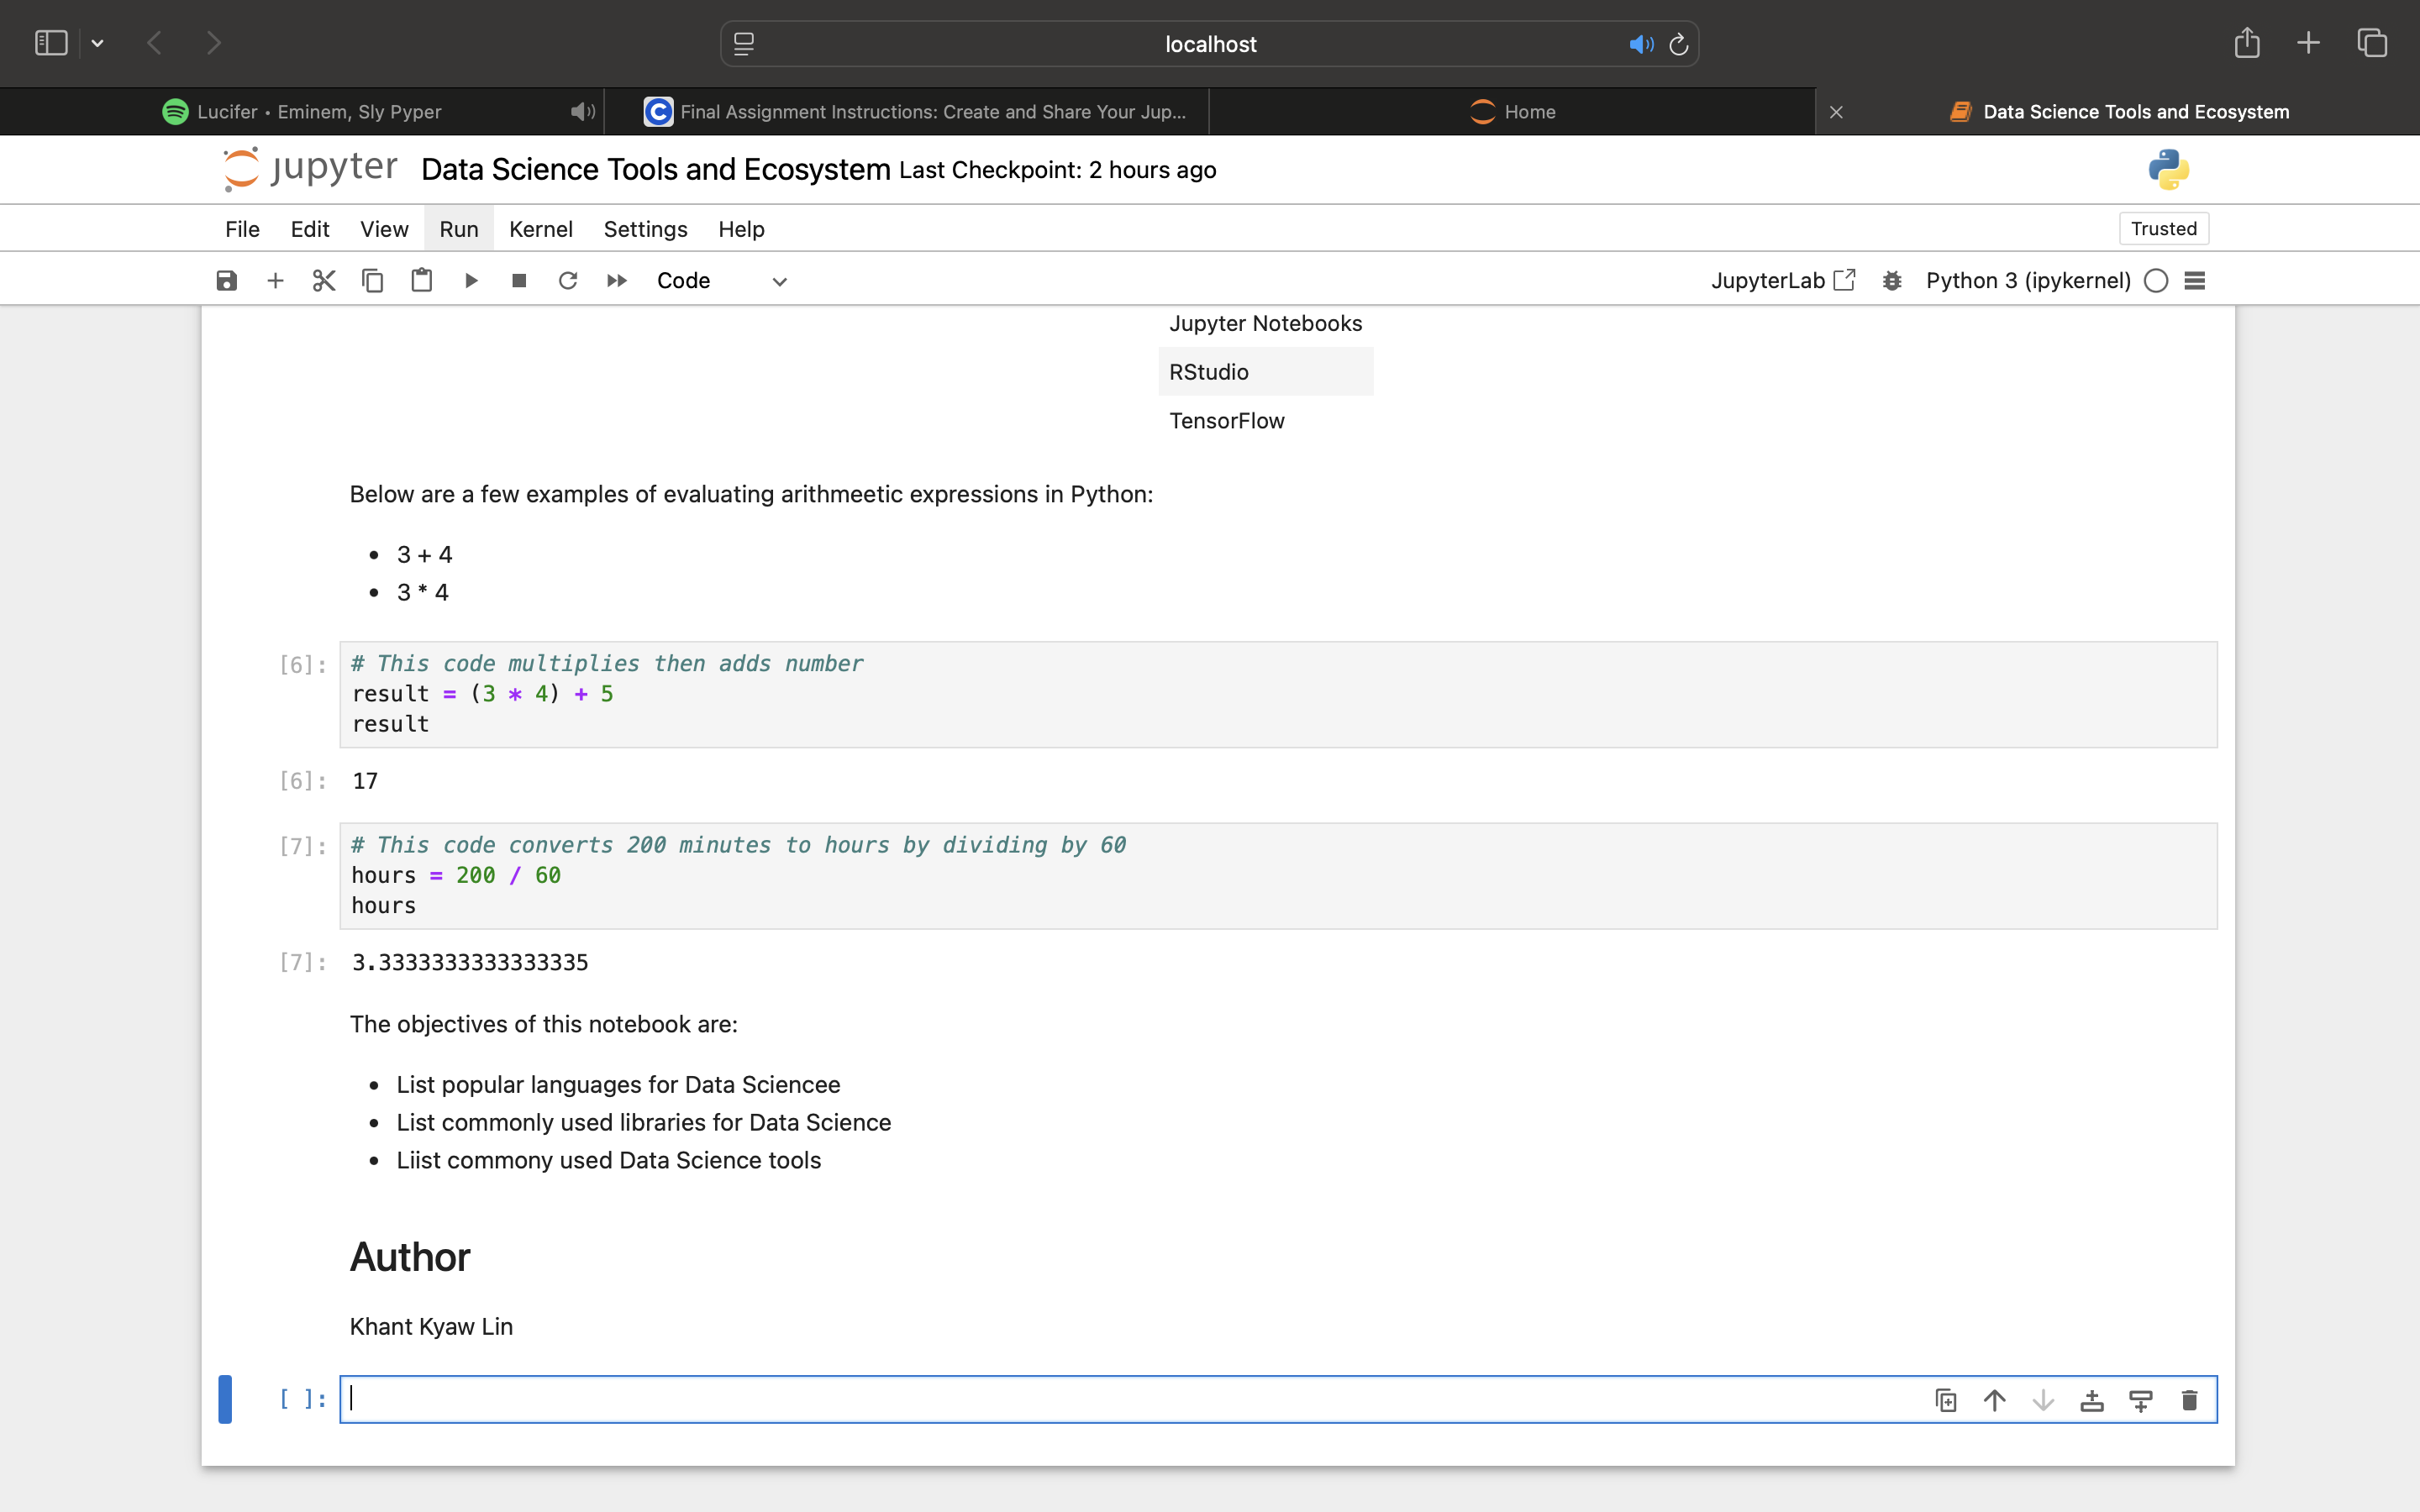 localhost
Lucifer • Eminem, Sly Pyper
Final Assignment Instructions: Create and Share Your Jup...
Home
Data Science Tools and Ecosystem
jupyter Data Science Tools and Ecosystem Last Checkpoint: 2 hours ago
File Edit View Run Kernel Settings Help Trusted
Code JupyterLab Python 3 (ipykernel)
Jupyter Notebooks
RStudio
TensorFlow
Below are a few examples of evaluating arithmeetic expressions in Python:
• 3 + 4
• 3 * 4
[6]: # This code multiplies then adds number
result = (3 * 4) + 5
result
[6]: 17
[7]: # This code converts 200 minutes to hours by dividing by 60
hours = 200 / 60
hours
[7]: 3.3333333333333335
The objectives of this notebook are:
• List popular languages for Data Sciencee
• List commonly used libraries for Data Science
• Liist commony used Data Science tools
Author
Khant Kyaw Lin
[ ]: